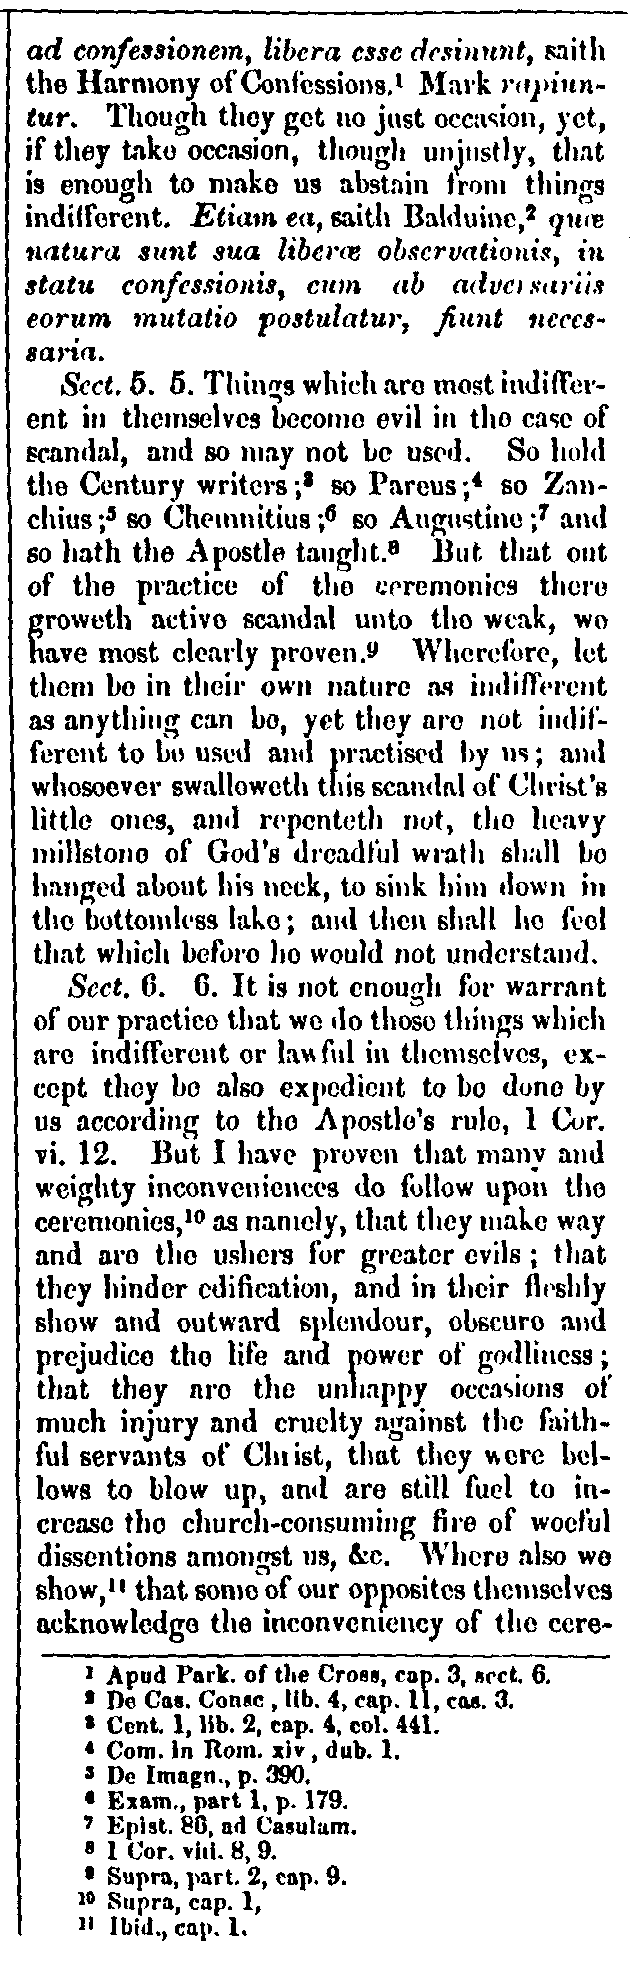 ad confessionem, libera esse desinunt, saith
the Harmony of Confessions.¹ Mark rapiun-
tur. Though they get no just occasion, yet,
if they take occasion, though unjustly, that
is enough to make us abstain from things
indifferent. Etiam ea, saith Balduine,² quæ
natura sunt sua liberæ observationis, in
statu confessionis, cum ab adversariis
eorum mutatio postulatur, fiunt neces-
saria.
Sect. 5. 5. Things which are most indiffer-
ent in themselves become evil in the case of
scandal, and so may not be used. So hold
the Century writers;³ so Pareus;⁴ so Zan-
chius;⁵ so Chemnitius;⁶ so Augustine;⁷ and
so hath the Apostle taught.⁸ But that out
of the practice of the ceremonies there
groweth active scandal unto the weak, we
have most clearly proven.⁹ Wherefore, let
them be in their own nature as indifferent
as anything can be, yet they are not indif-
ferent to be used and practised by us; and
whosoever swalloweth this scandal of Christ's
little ones, and repenteth not, the heavy
millstone of God's dreadful wrath shall be
hanged about his neck, to sink him down in
the bottomless lake; and then shall he feel
that which before he would not understand.
Sect. 6. 6. It is not enough for warrant
of our practice that we do those things which
are indifferent or lawful in themselves, ex-
cept they be also expedient to be done by
us according to the Apostle's rule, 1 Cor.
vi. 12. But I have proven that many and
weighty inconveniences do follow upon the
ceremonies,¹⁰ as namely, that they make way
and are the ushers for greater evils; that
they hinder edification, and in their fleshly
show and outward splendour, obscure and
prejudice the life and power of godliness;
that they are the unhappy occasions of
much injury and cruelty against the faith-
ful servants of Christ, that they were bel-
lows to blow up, and are still fuel to in-
crease the church-consuming fire of woeful
dissentions amongst us, &c. Where also we
show,¹¹ that some of our opposites themselves
acknowledge the inconveniency of the cere-
¹ Apud Park. of the Cross, cap. 3, sect. 6.
² De Cas. Consc, lib. 4, cap. 11, cas. 3.
³ Cent. 1, lib. 2, cap. 4, col. 441.
⁴ Com. in Rom. xiv, dub. 1.
⁵ De Imagn., p. 390.
⁶ Exam., part 1, p. 179.
⁷ Epist. 86, ad Casulam.
⁸ 1 Cor. viii. 8, 9.
⁹ Supra, part. 2, cap. 9.
¹⁰ Supra, cap. 1,
¹¹ Ibid., cap. 1.